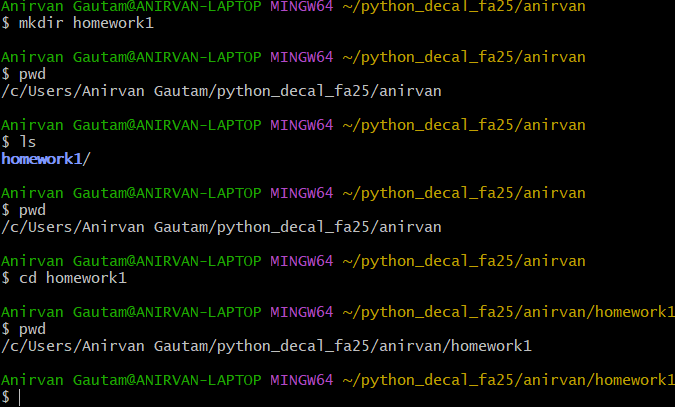 Anirvan Gautam@ANIRVAN-LAPTOP MINGW64 ~/python_decal_fa25/anirvan
$ mkdir homework1
Anirvan Gautam@ANIRVAN-LAPTOP MINGW64 ~/python_decal_fa25/anirvan
$ pwd
/c/Users/Anirvan Gautam/python_decal_fa25/anirvan
Anirvan Gautam@ANIRVAN-LAPTOP MINGW64 ~/python_decal_fa25/anirvan
$ ls
homework1/
Anirvan Gautam@ANIRVAN-LAPTOP MINGW64 ~/python_decal_fa25/anirvan
$ pwd
/c/Users/Anirvan Gautam/python_decal_fa25/anirvan
Anirvan Gautam@ANIRVAN-LAPTOP MINGW64 ~/python_decal_fa25/anirvan
$ cd homework1
Anirvan Gautam@ANIRVAN-LAPTOP MINGW64 ~/python_decal_fa25/anirvan/homework1
$ pwd
/c/Users/Anirvan Gautam/python_decal_fa25/anirvan/homework1
Anirvan Gautam@ANIRVAN-LAPTOP MINGW64 ~/python_decal_fa25/anirvan/homework1
$